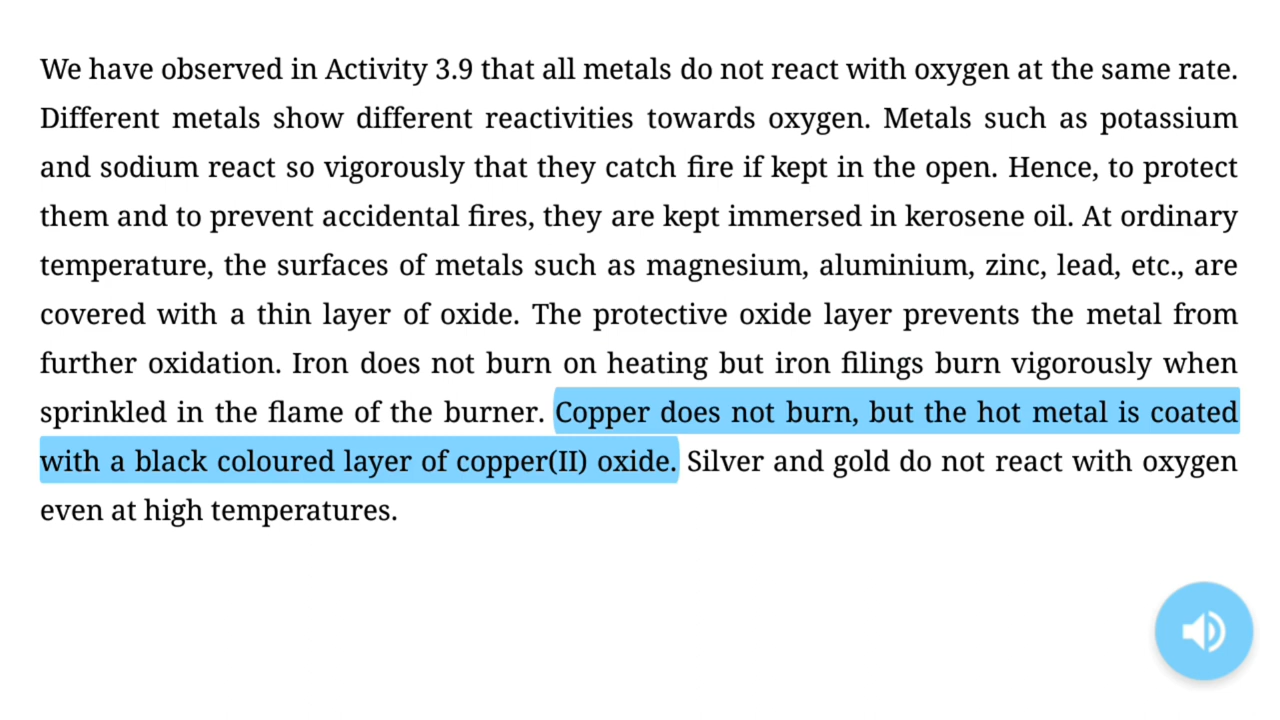 We have observed in Activity 3.9 that all metals do not react with oxygen at the same rate.
Different metals show different reactivities towards oxygen. Metals such as potassium
and sodium react so vigorously that they catch fire if kept in the open. Hence, to protect
them and to prevent accidental fires, they are kept immersed in kerosene oil. At ordinary
temperature, the surfaces of metals such as magnesium, aluminium, zinc, lead, etc., are
covered with a thin layer of oxide. The protective oxide layer prevents the metal from
further oxidation. Iron does not burn on heating but iron filings burn vigorously when
sprinkled in the flame of the burner. Copper does not burn, but the hot metal is coated
with a black coloured layer of copper(II) oxide. Silver and gold do not react with oxygen
even at high temperatures.